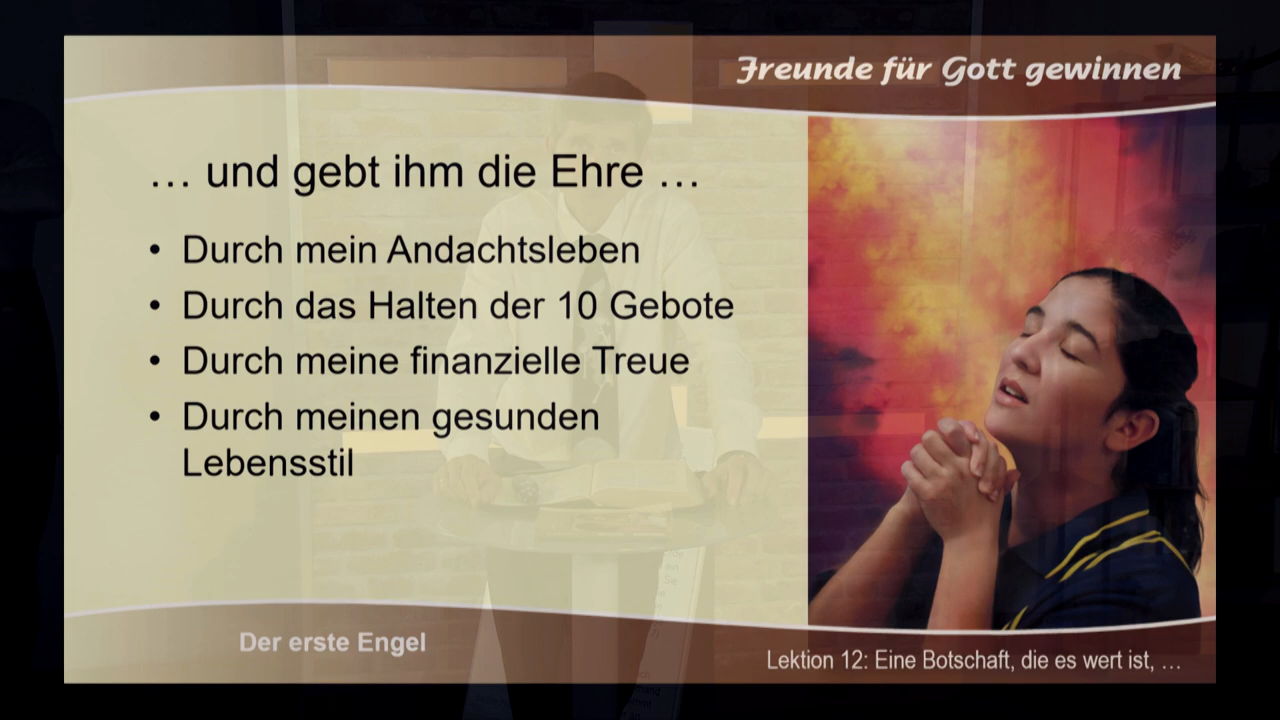 Freunde für Gott gewinnen
… und gebt ihm die Ehre …
• Durch mein Andachtsleben
• Durch das Halten der 10 Gebote
• Durch meine finanzielle Treue
• Durch meinen gesunden
Lebensstil
Der erste Engel
Lektion 12: Eine Botschaft, die es wert ist, …